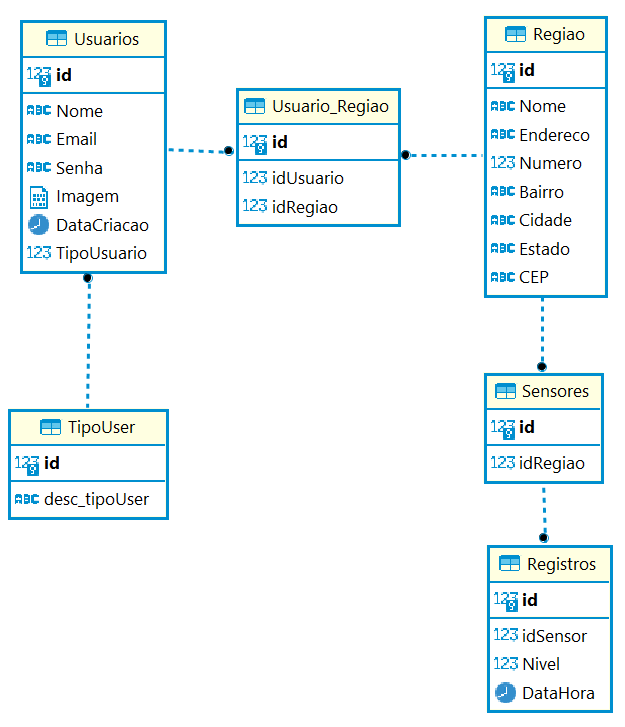 Usuarios
123 id
ABC Nome
ABC Email
ABC Senha
Imagem
DataCriacao
123 TipoUsuario
Usuario_Regiao
123 id
123 idUsuario
123 idRegiao
Regiao
123 id
ABC Nome
ABC Endereco
123 Numero
ABC Bairro
ABC Cidade
ABC Estado
ABC CEP
TipoUser
123 id
ABC desc_tipoUser
Sensores
123 id
123 idRegiao
Registros
123 id
123 idSensor
123 Nivel
DataHora